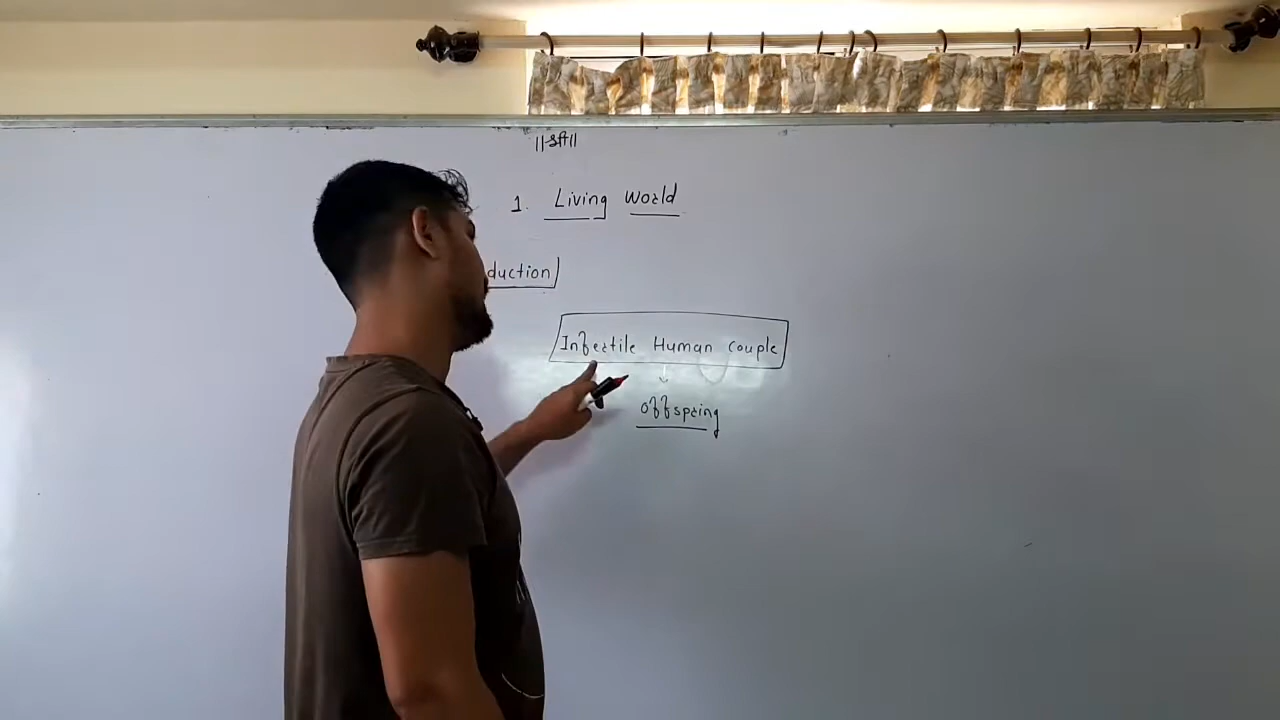 ||श्री||
1. Living World
duction
Infertile Human Couple
Offspring